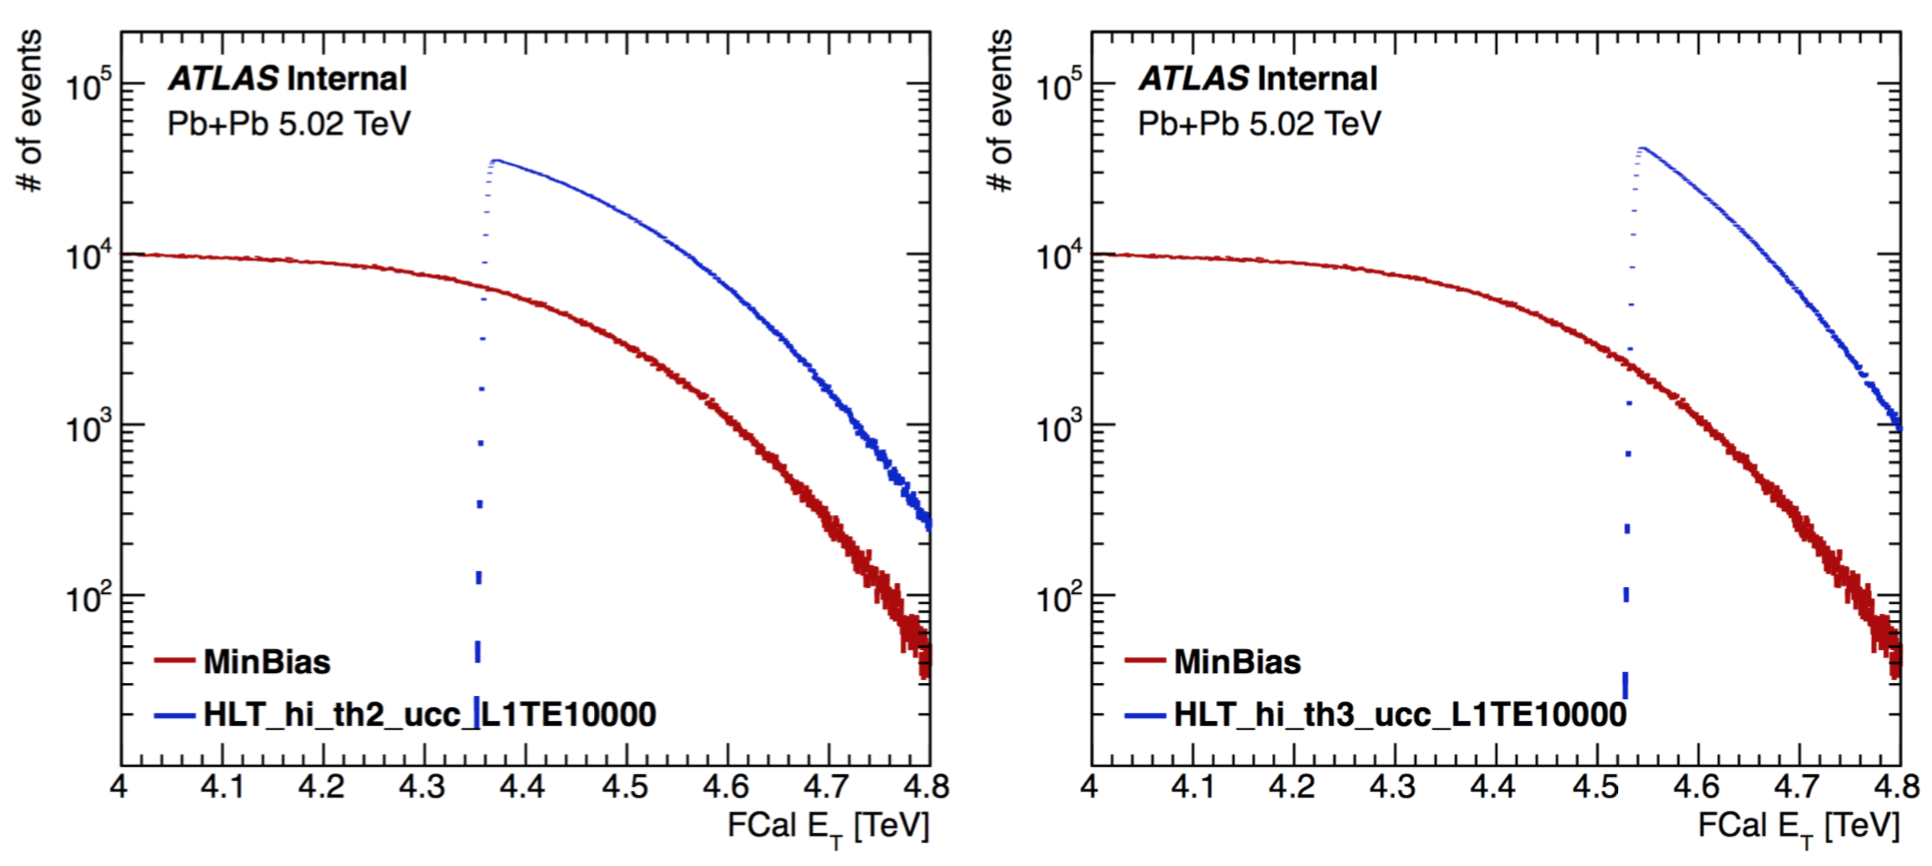 # of events
10^5
10^4
10^3
10^2
ATLAS Internal
Pb+Pb 5.02 TeV
MinBias
HLT_hi_th2_ucc_L1TE10000
4 4.1 4.2 4.3 4.4 4.5 4.6 4.7 4.8
FCal E_T [TeV]
# of events
10^5
10^4
10^3
10^2
ATLAS Internal
Pb+Pb 5.02 TeV
MinBias
HLT_hi_th3_ucc_L1TE10000
4 4.1 4.2 4.3 4.4 4.5 4.6 4.7 4.8
FCal E_T [TeV]